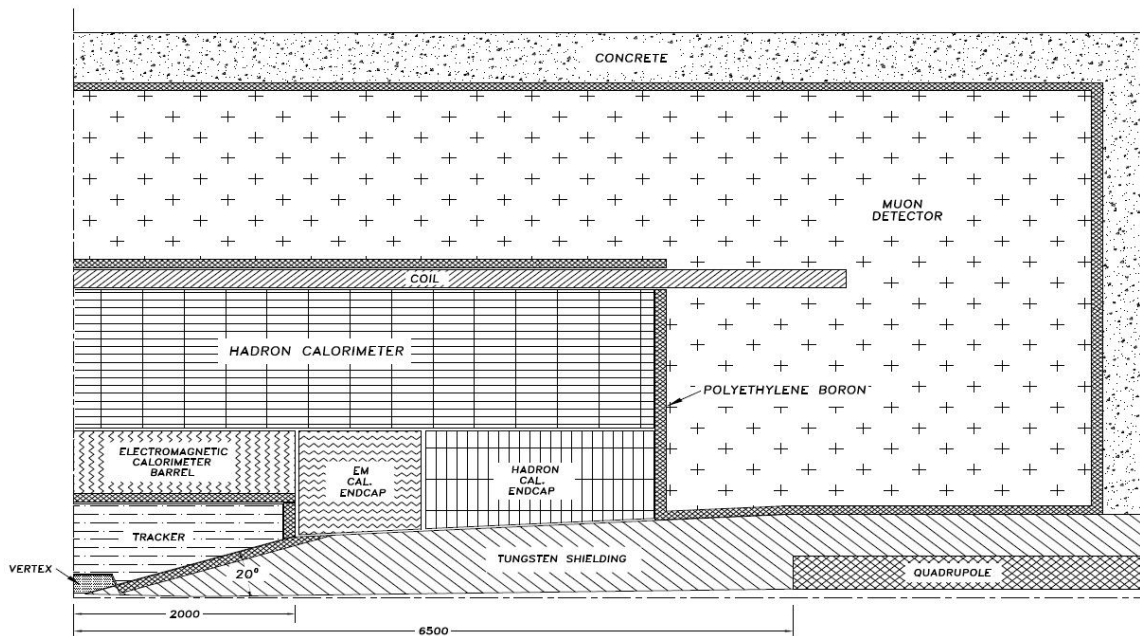 CONCRETE
MUON
DETECTOR
COIL
HADRON CALORIMETER
POLYETHYLENE BORON
ELECTROMAGNETIC
CALORIMETER
BARREL
EM
CAL.
ENDCAP
HADRON
CAL.
ENDCAP
TRACKER
TUNGSTEN SHIELDING
VERTEX
20°
QUADRUPOLE
2000
6500